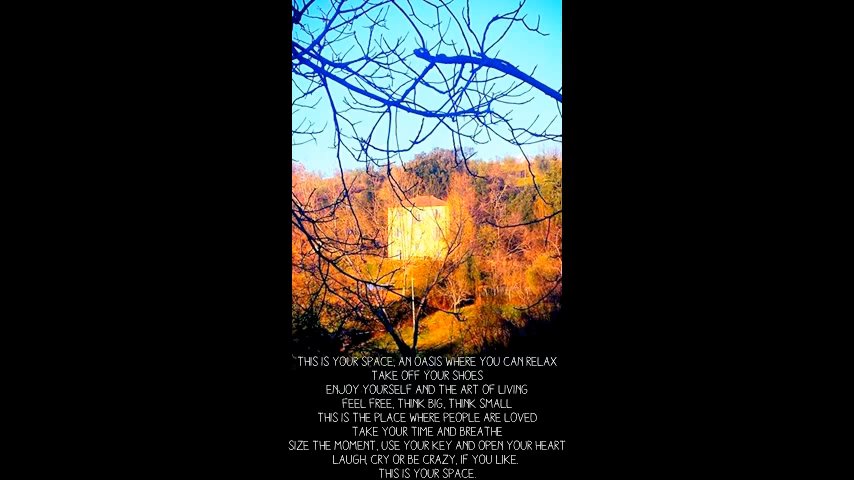 THIS IS YOUR SPACE, AN OASIS WHERE YOU CAN RELAX
TAKE OFF YOUR SHOES
ENJOY YOURSELF AND THE ART OF LIVING
FEEL FREE, THINK BIG, THINK SMALL
THIS IS THE PLACE WHERE PEOPLE ARE LOVED
TAKE YOUR TIME AND BREATHE
SIZE THE MOMENT, USE YOUR KEY AND OPEN YOUR HEART
LAUGH, CRY OR BE CRAZY, IF YOU LIKE.
THIS IS YOUR SPACE.